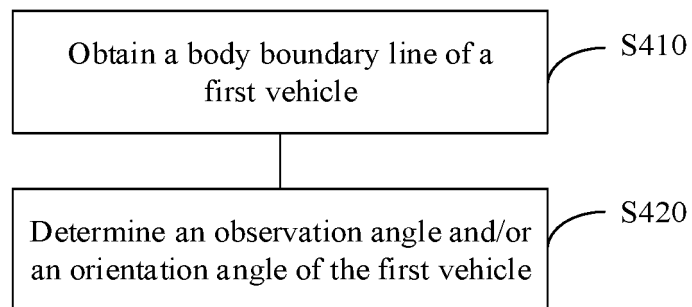 Obtain a body boundary line of a
first vehicle
S410
Determine an observation angle and/or
an orientation angle of the first vehicle
S420